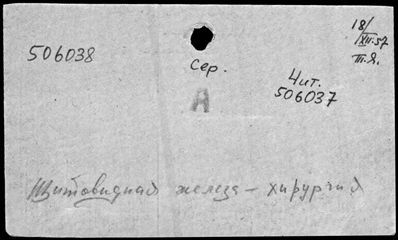 506038
Сер.
А
Чит.
506037
18/
XII-57
Щитовидная железа – хирургия